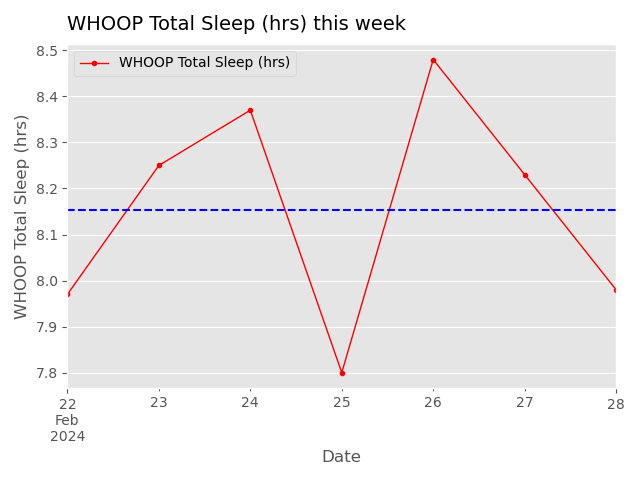 WHOOP Total Sleep (hrs) this week
WHOOP Total Sleep (hrs)
WHOOP Total Sleep (hrs)
8.5
8.4
8.3
8.2
8.1
8.0
7.9
7.8
22 23 24 25 26 27 28
Feb
2024
Date